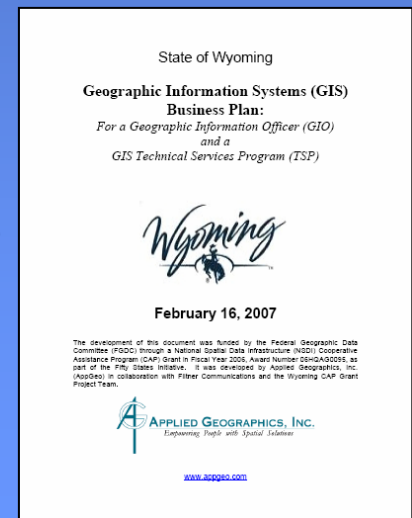 State of Wyoming
Geographic Information Systems (GIS)
Business Plan:
For a Geographic Information Officer (GIO)
and a
GIS Technical Services Program (TSP)
Wyoming
February 16, 2007
The development of this document was funded by the Federal Geographic Data
Committee (FGDC) through a National Spatial Data Infrastructure (NSDI) Cooperative
Assistance Program (CAP) Grant in Fiscal Year 2006, Award Number 06HQAG0095, as
part of the Fifty States Initiative. It was developed by Applied Geographics, Inc.
(AppGeo) in collaboration with Flitner Communications and the Wyoming CAP Grant
Project Team.
AG APPLIED GEOGRAPHICS, INC.
Empowering People with Spatial Solutions
www.appgeo.com